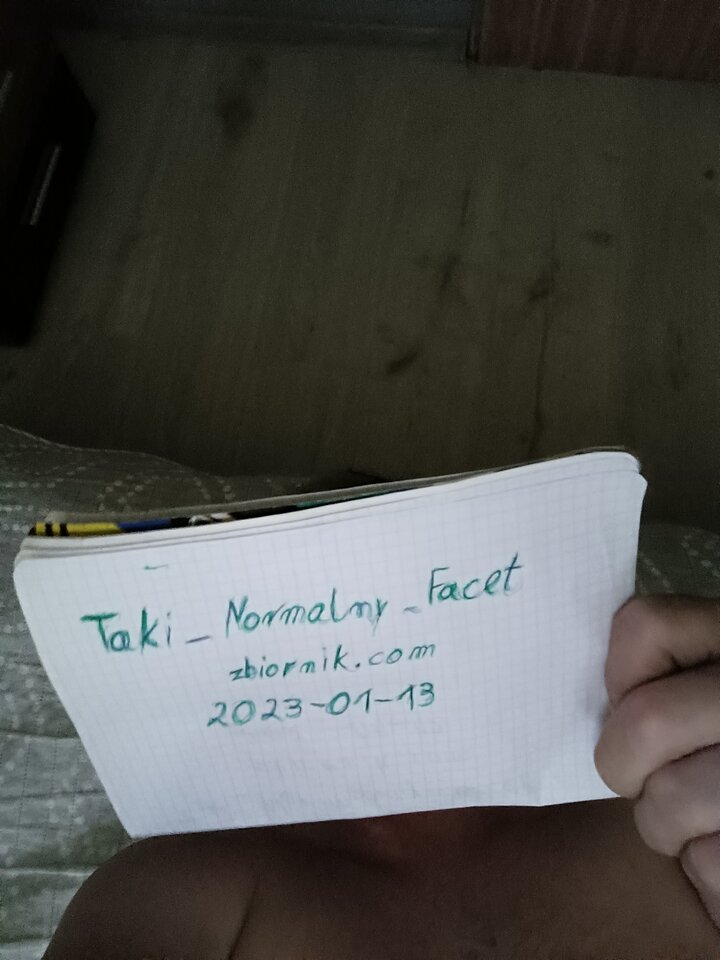 Taki_Normalny_Facet
zbiornik.com
2023-01-13